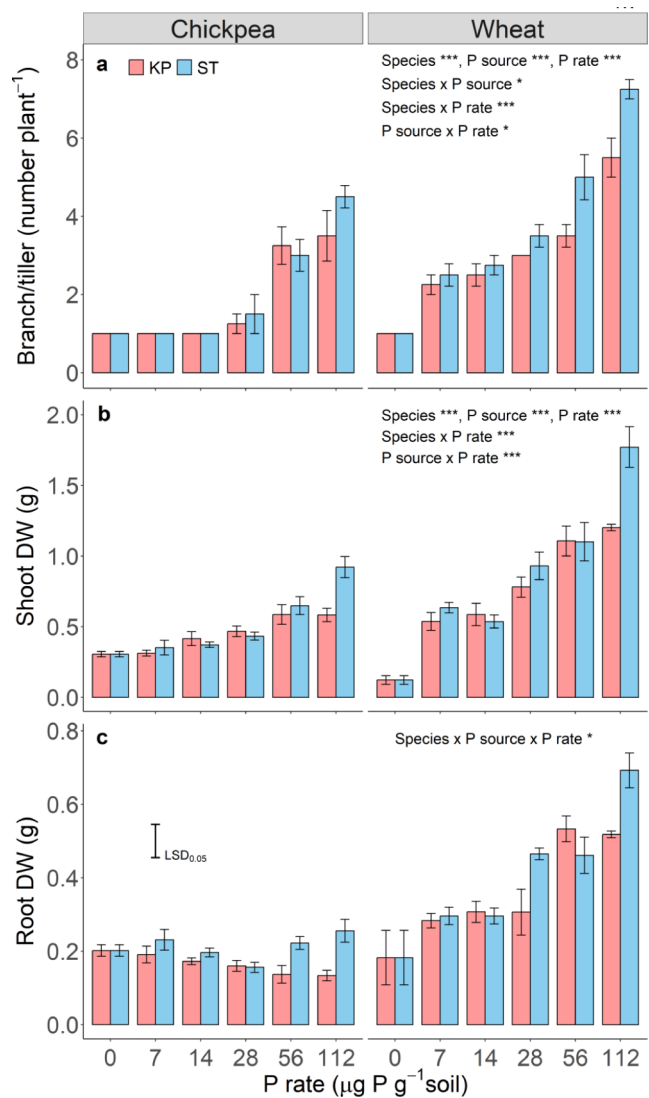 Chickpea Wheat
a KP ST
Species ***, P source ***, P rate ***
Species x P source *
Species x P rate ***
P source x P rate *
Branch/tiller (number plant⁻¹)
8
6
4
2
0
b
Species ***, P source ***, P rate ***
Species x P rate ***
P source x P rate ***
Shoot DW (g)
2.0
1.5
1.0
0.5
0.0
c
Species x P source x P rate *
Root DW (g)
0.8
0.6
0.4
0.2
0.0
LSD0.05
0 7 14 28 56 112 0 7 14 28 56 112
P rate (µg P g⁻¹soil)